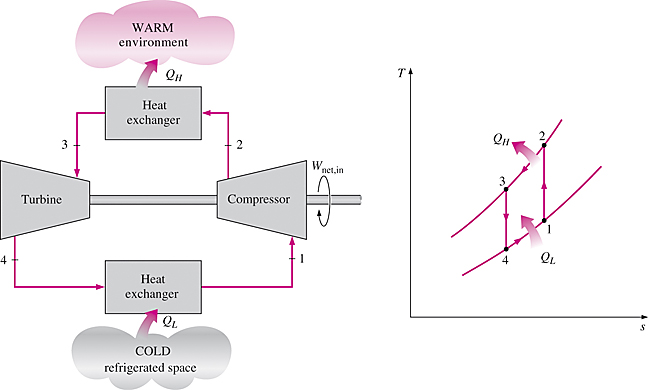 WARM
environment
Q_H
Heat
exchanger
3
2
W_net,in
Turbine
Compressor
4
1
Heat
exchanger
Q_L
COLD
refrigerated space
T
2
Q_H
3
1
4
Q_L
s